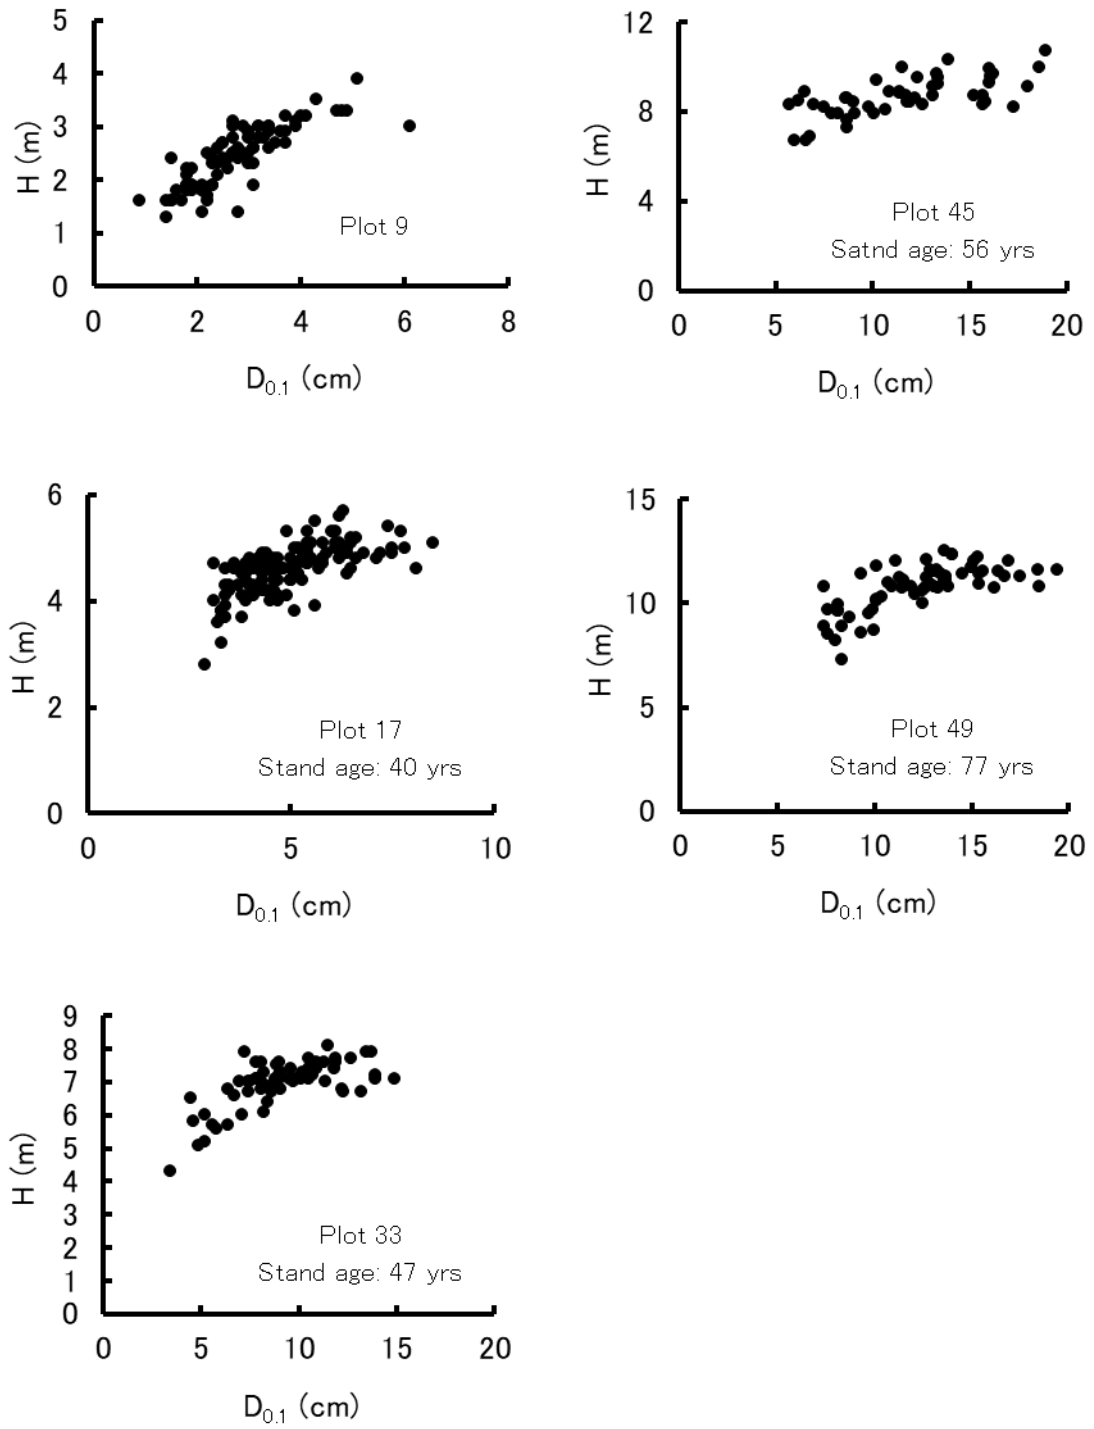 5
4
3
2
1
0
H (m)
0 2 4 6 8
D0.1 (cm)
Plot 9
12
8
4
0
H (m)
0 5 10 15 20
D0.1 (cm)
Plot 45
Satnd age: 56 yrs
6
4
2
0
H (m)
0 5 10
D0.1 (cm)
Plot 17
Stand age: 40 yrs
15
10
5
0
H (m)
0 5 10 15 20
D0.1 (cm)
Plot 49
Stand age: 77 yrs
9
8
7
6
5
4
3
2
1
0
H (m)
0 5 10 15 20
D0.1 (cm)
Plot 33
Stand age: 47 yrs